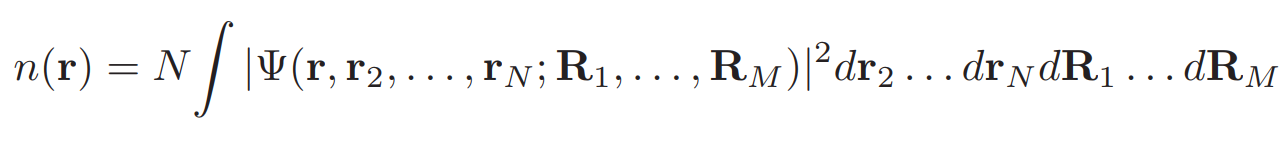 n(𝐫) = N ∫ |Ψ(𝐫, 𝐫₂, . . . , 𝐫_N; 𝐑₁, . . . , 𝐑_M)|² d𝐫₂ . . . d𝐫_N d𝐑₁ . . . d𝐑_M